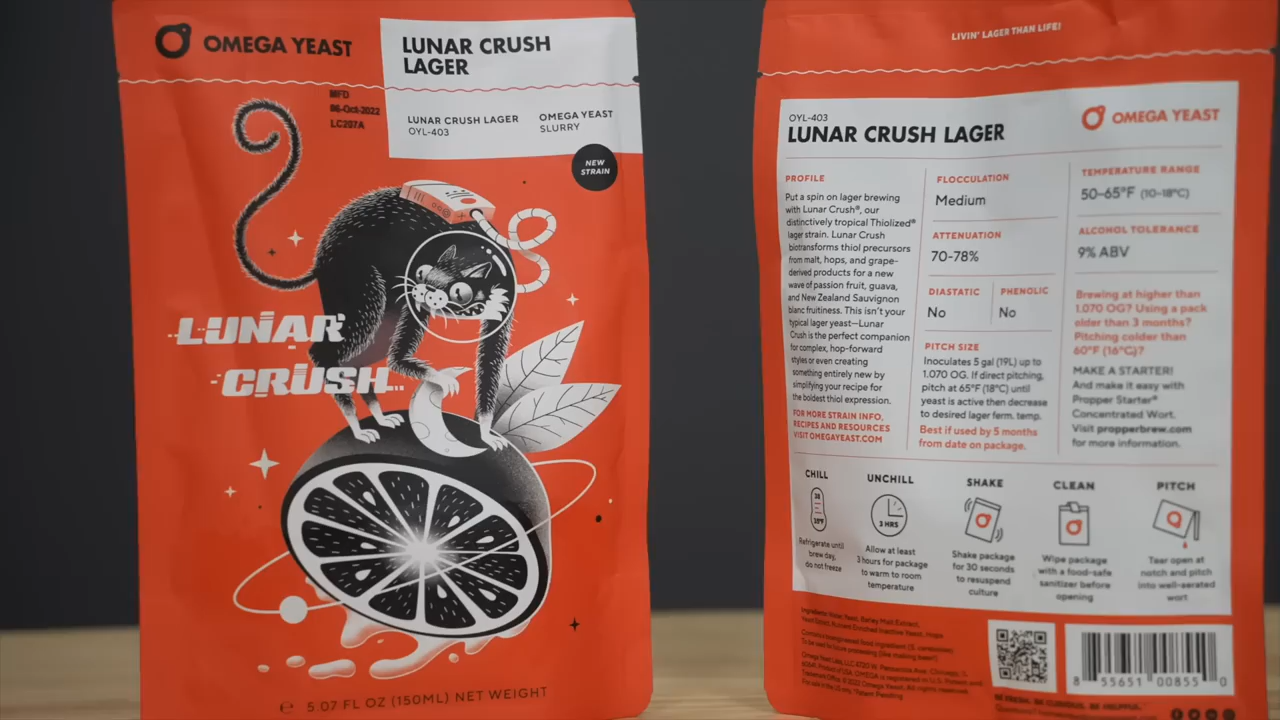 OMEGA YEAST
LUNAR CRUSH
LAGER
MFD
06-Oct-2022
LC207A
LUNAR CRUSH LAGER
OYL-403
OMEGA YEAST
SLURRY
NEW
STRAIN
LUNAR
CRUSH...
5.07 FL OZ (150ML) NET WEIGHT
LIVIN' LAGER THAN LIFE!
OYL-403
LUNAR CRUSH LAGER
OMEGA YEAST
PROFILE
Put a spin on lager brewing
with Lunar Crush®, our
distinctively tropical Thiolized®
lager strain. Lunar Crush
biotransforms thiol precursors
from malt, hops, and grape-
derived products for a new
wave of passion fruit, guava,
and New Zealand Sauvignon
blanc fruitiness. This isn't your
typical lager yeast—Lunar
Crush is the perfect companion
for complex, hop-forward
styles or even creating
something entirely new by
simplifying your recipe for
the boldest thiol expression.
FOR MORE STRAIN INFO,
RECIPES AND RESOURCES
VISIT OMEGAYEAST.COM
FLOCCULATION
Medium
ATTENUATION
70-78%
DIASTATIC
No
PHENOLIC
No
PITCH SIZE
Inoculates 5 gal (19L) up to
1.070 OG. If direct pitching,
pitch at 65°F (18°C) until
yeast is active then decrease
to desired lager ferm. temp.
Best if used by 5 months
from date on package.
TEMPERATURE RANGE
50-65°F (10-18°C)
ALCOHOL TOLERANCE
9% ABV
Brewing at higher than
1.070 OG? Using a pack
older than 3 months?
Pitching colder than
60°F (16°C)?
MAKE A STARTER!
And make it easy with
Propper Starter®
Concentrated Wort.
Visit propperbrew.com
for more information.
CHILL
Refrigerate until
brew day,
do not freeze
UNCHILL
3 HRS
Allow at least
3 hours for package
to warm to room
temperature
SHAKE
Shake package
for 30 seconds
to resuspend
culture
CLEAN
Wipe package
with a food-safe
sanitizer before
opening
PITCH
Tear open at
notch and pitch
into well-aerated
wort
8 55651 00855 0
BE FRESH. BE CURIOUS. BE HELPFUL.